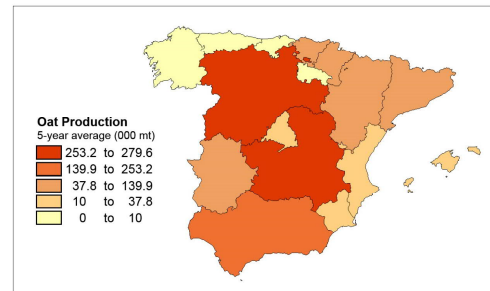 Oat Production
5-year average (000 mt)
253.2 to 279.6
139.9 to 253.2
37.8 to 139.9
10 to 37.8
0 to 10